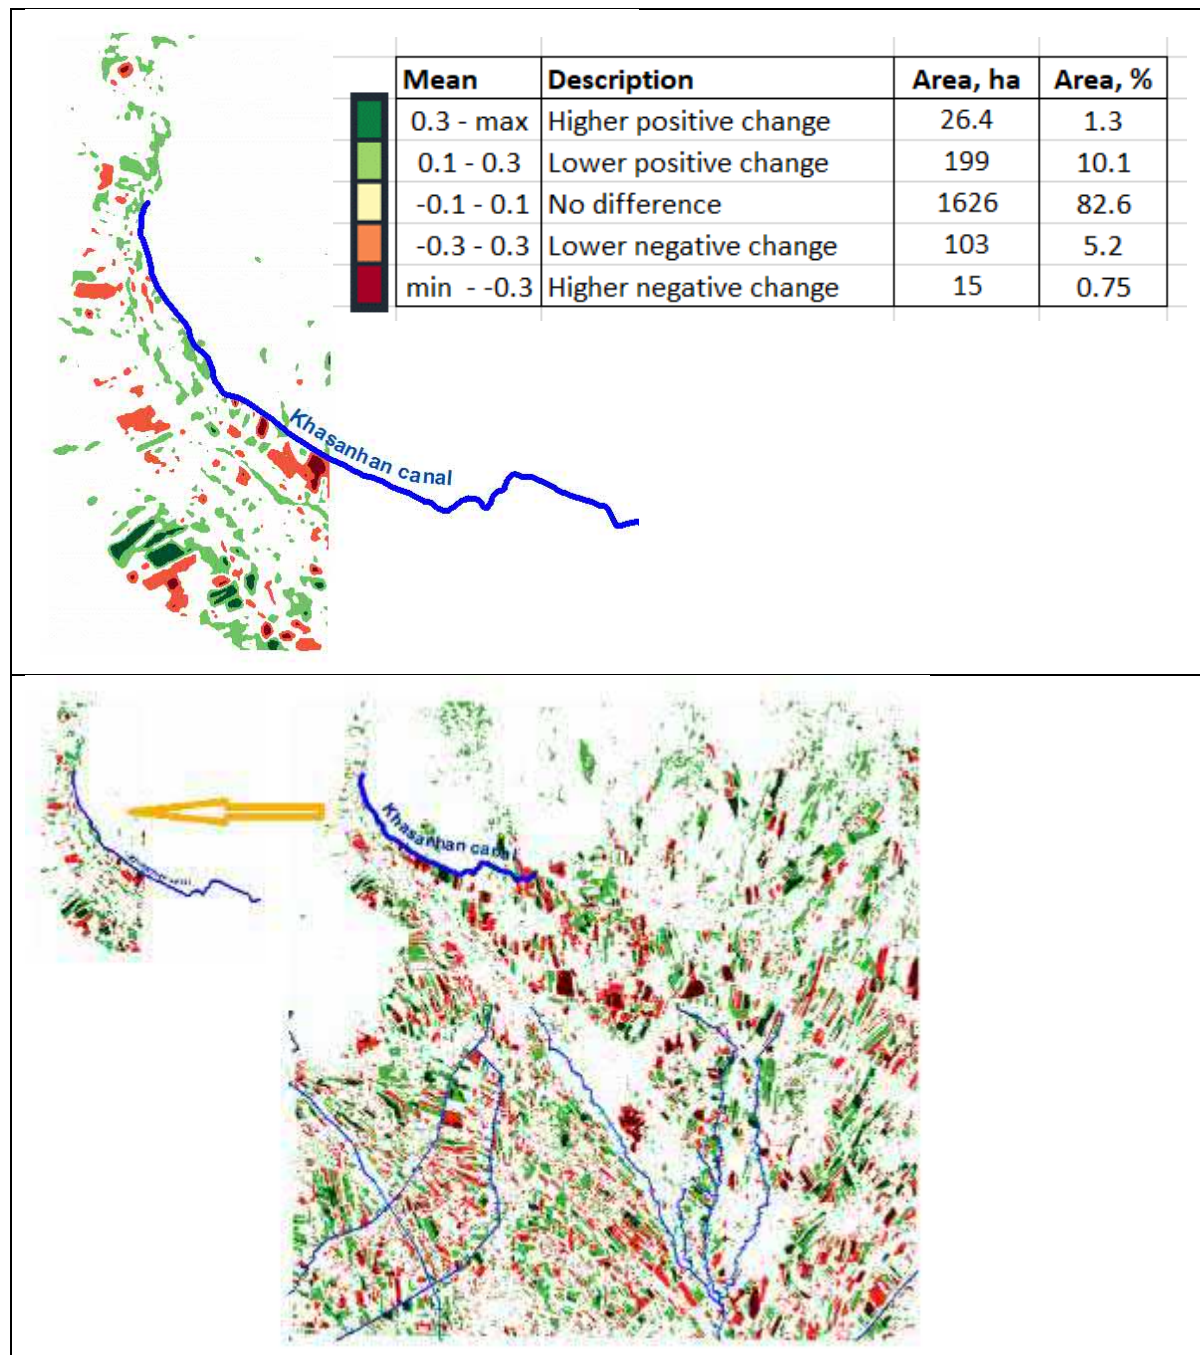 Mean Description Area, ha Area, %
0.3 - max Higher positive change 26.4 1.3
0.1 - 0.3 Lower positive change 199 10.1
-0.1 - 0.1 No difference 1626 82.6
-0.3 - 0.3 Lower negative change 103 5.2
min - -0.3 Higher negative change 15 0.75
Khasanhan canal
Khasanhan canal